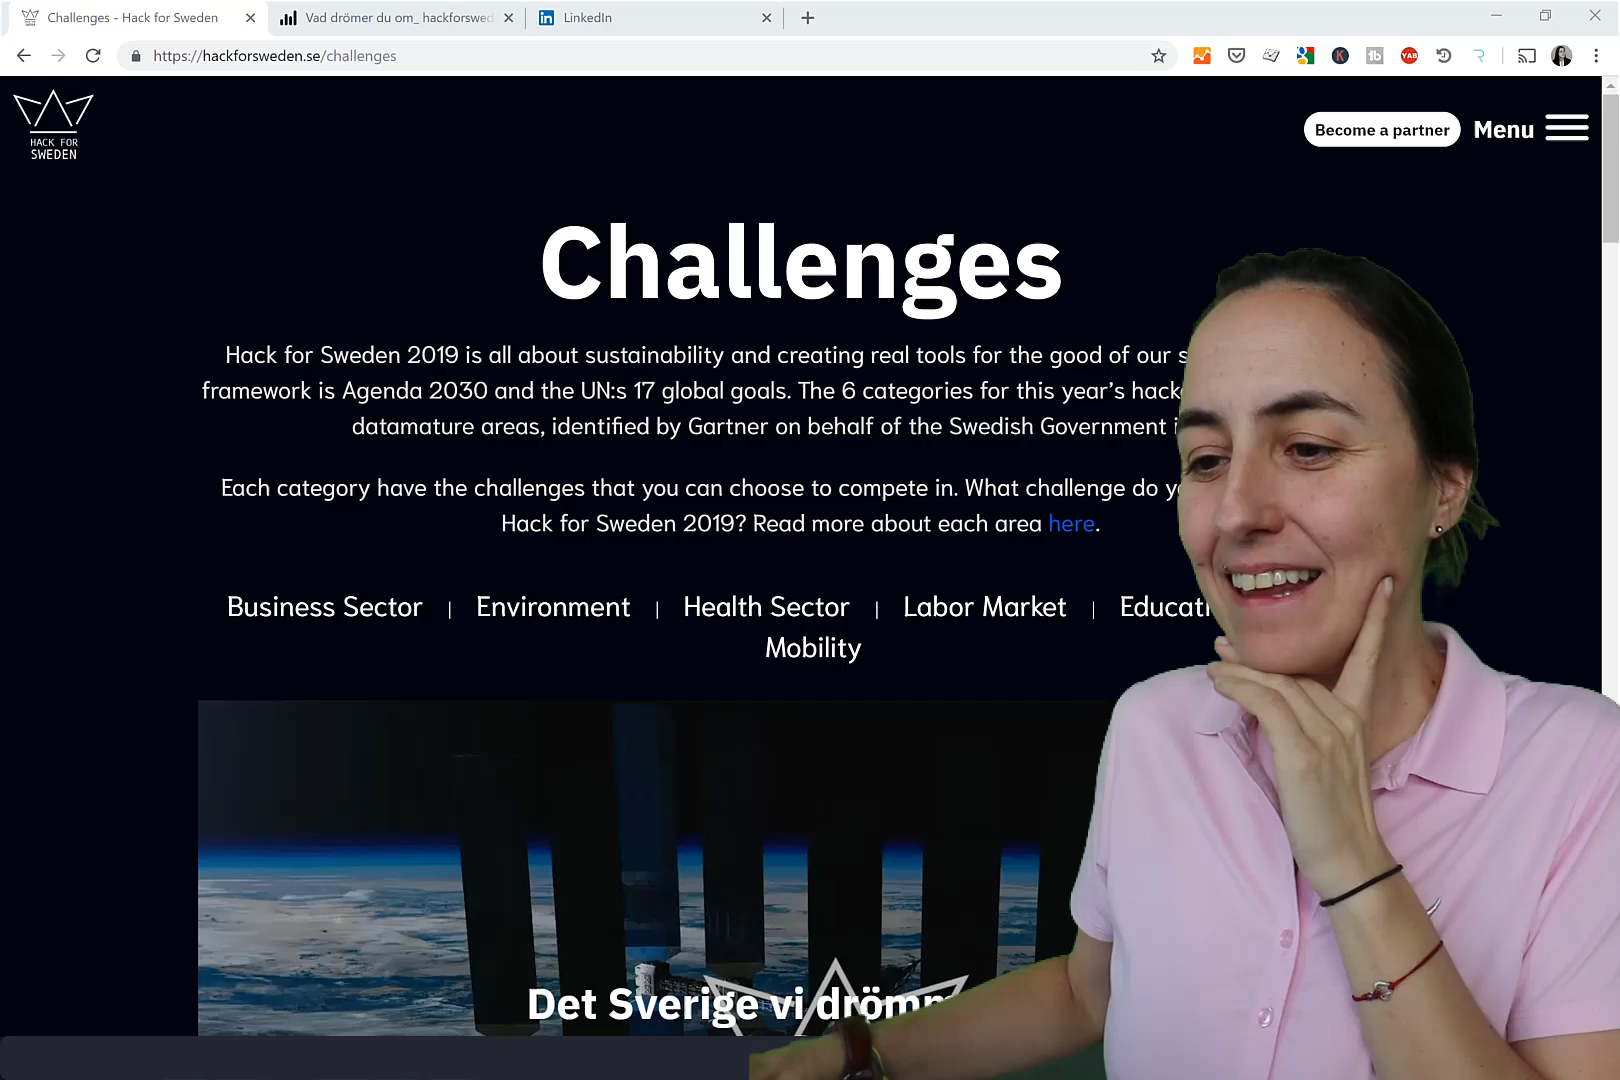 Challenges - Hack for Sweden
Vad drömer du om_ hackforswed
LinkedIn
https://hackforsweden.se/challenges
YAB
HACK FOR
SWEDEN
Become a partner
Menu
Challenges
Hack for Sweden 2019 is all about sustainability and creating real tools for the good of our s
framework is Agenda 2030 and the UN:s 17 global goals. The 6 categories for this year’s hack
datamature areas, identified by Gartner on behalf of the Swedish Government i
Each category have the challenges that you can choose to compete in. What challenge do y
Hack for Sweden 2019? Read more about each area here.
Business Sector | Environment | Health Sector | Labor Market | Educati
Mobility
Det Sverige vi dröm